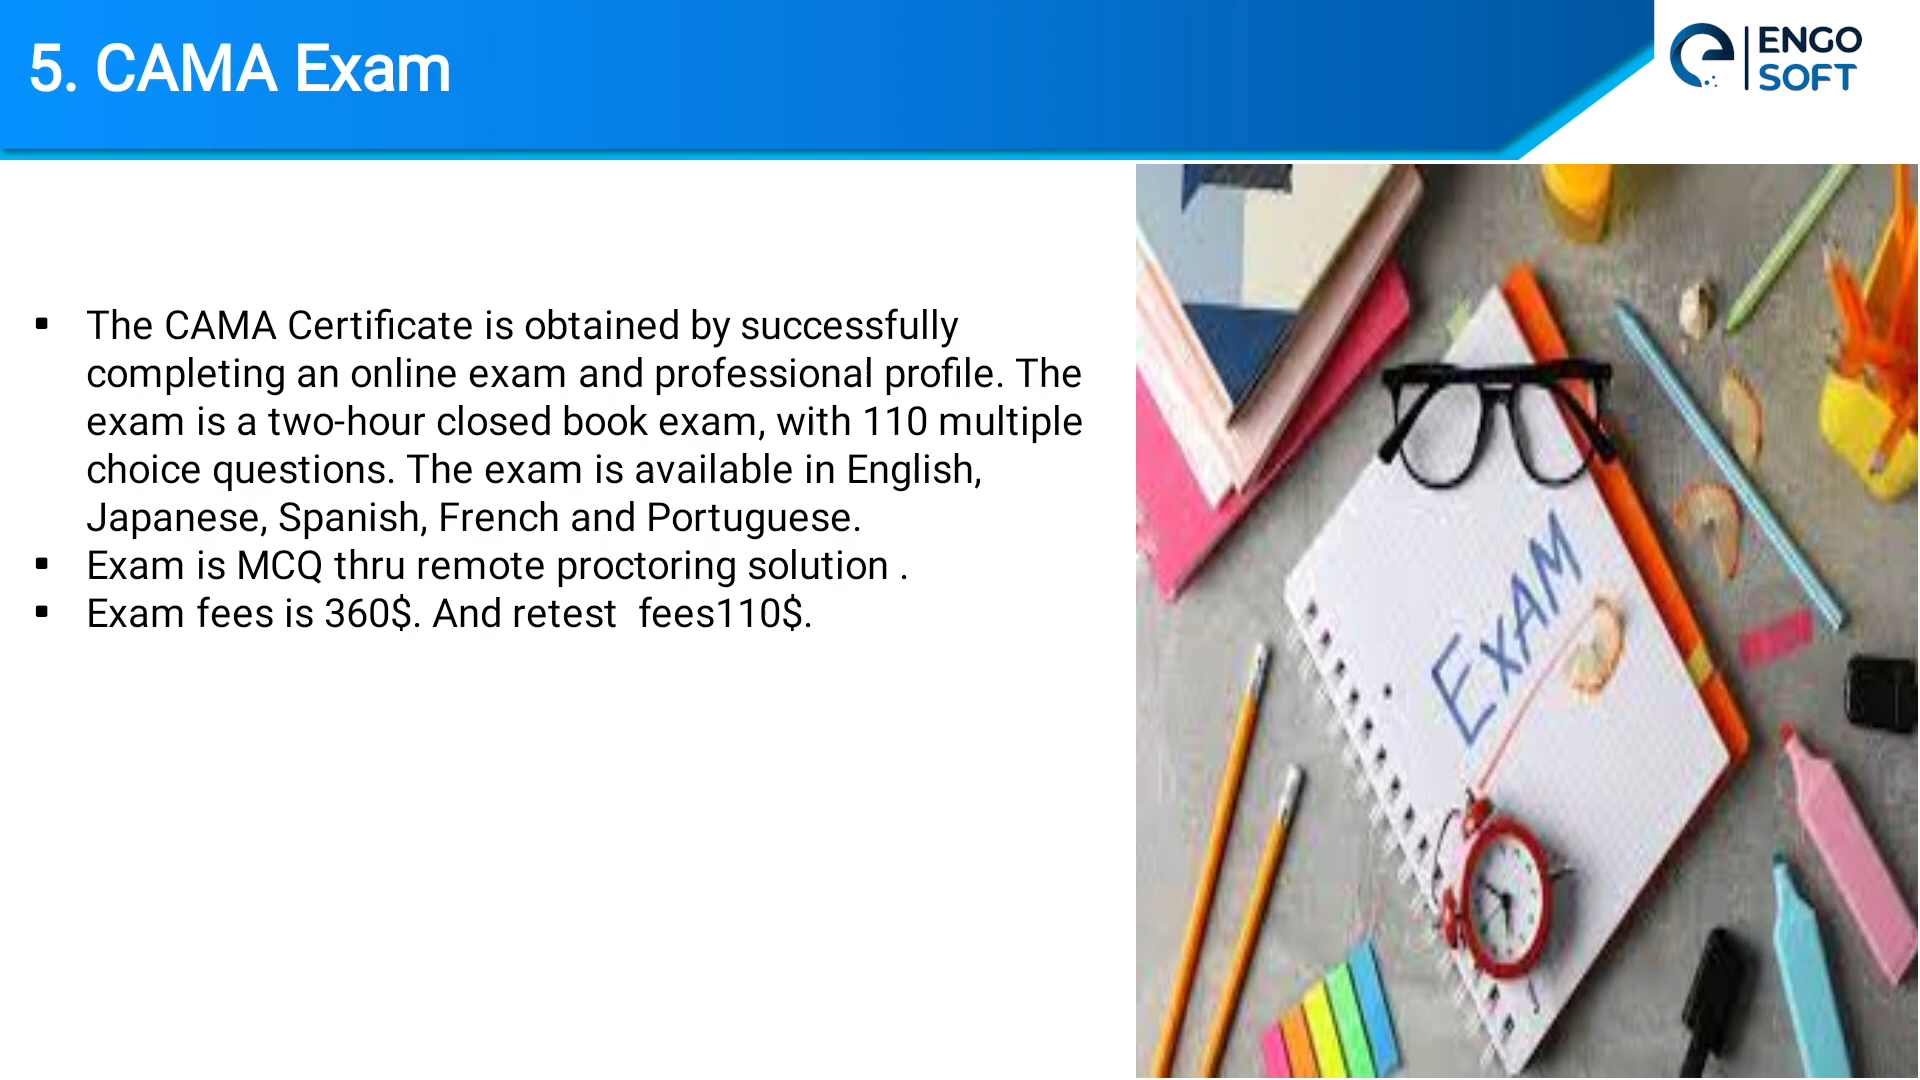 5. CAMA Exam
ENGO
SOFT
▪ The CAMA Certificate is obtained by successfully
completing an online exam and professional profile. The
exam is a two-hour closed book exam, with 110 multiple
choice questions. The exam is available in English,
Japanese, Spanish, French and Portuguese.
▪ Exam is MCQ thru remote proctoring solution .
▪ Exam fees is 360$. And retest  fees110$.
EXAM